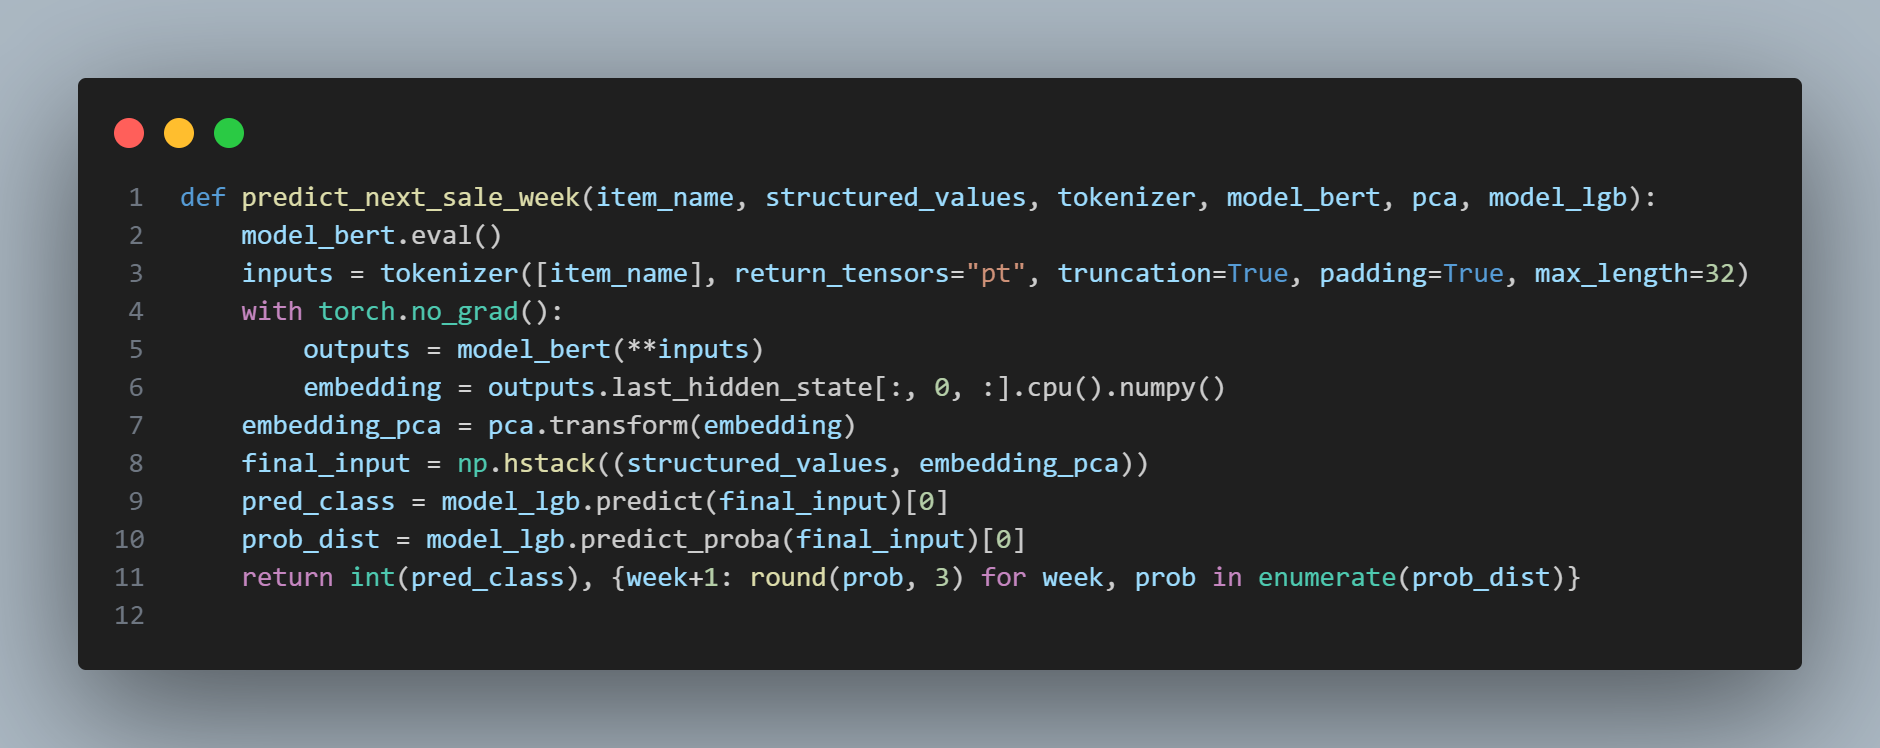 1 def predict_next_sale_week(item_name, structured_values, tokenizer, model_bert, pca, model_lgb):
2     model_bert.eval()
3     inputs = tokenizer([item_name], return_tensors="pt", truncation=True, padding=True, max_length=32)
4     with torch.no_grad():
5         outputs = model_bert(**inputs)
6         embedding = outputs.last_hidden_state[:, 0, :].cpu().numpy()
7     embedding_pca = pca.transform(embedding)
8     final_input = np.hstack((structured_values, embedding_pca))
9     pred_class = model_lgb.predict(final_input)[0]
10     prob_dist = model_lgb.predict_proba(final_input)[0]
11     return int(pred_class), {week+1: round(prob, 3) for week, prob in enumerate(prob_dist)}
12